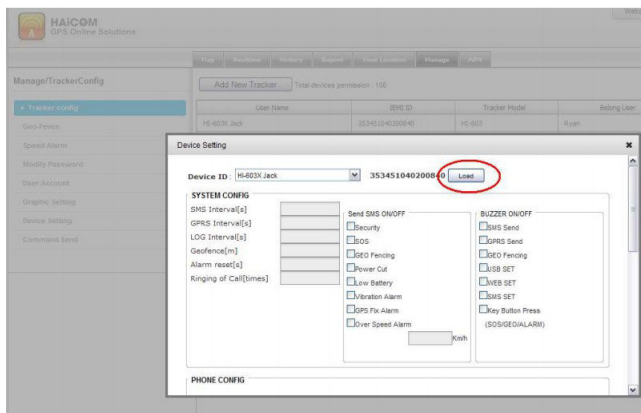 HAiCOM
GPS Online Solutions
Manage/TrackerConfig
Add New Tracker
Total devices permission : 100
User Name
IEMI ID
Tracker Model
Belong User
HI-603X Jack
353451040200840
HI-603
Ryan
Tracker config
Geo-Fence
Speed Alarm
Modify Password
User Account
Graphic Setting
Device Setting
Command Send
Device Setting
Device ID : HI-603X Jack 353451040200840 Load
SYSTEM CONFIG
SMS Interval[s]
GPRS Interval[s]
LOG Interval[s]
Geofence[m]
Alarm reset[s]
Ringing of Call[times]
Send SMS ON/OFF
Security
SOS
GEO Fencing
Power Cut
Low Battery
Vibration Alarm
GPS Fix Alarm
Over Speed Alarm
Km/h
BUZZER ON/OFF
SMS Send
GPRS Send
GEO Fencing
USB SET
WEB SET
SMS SET
Key Button Press
(SOS/GEO/ALARM)
PHONE CONFIG